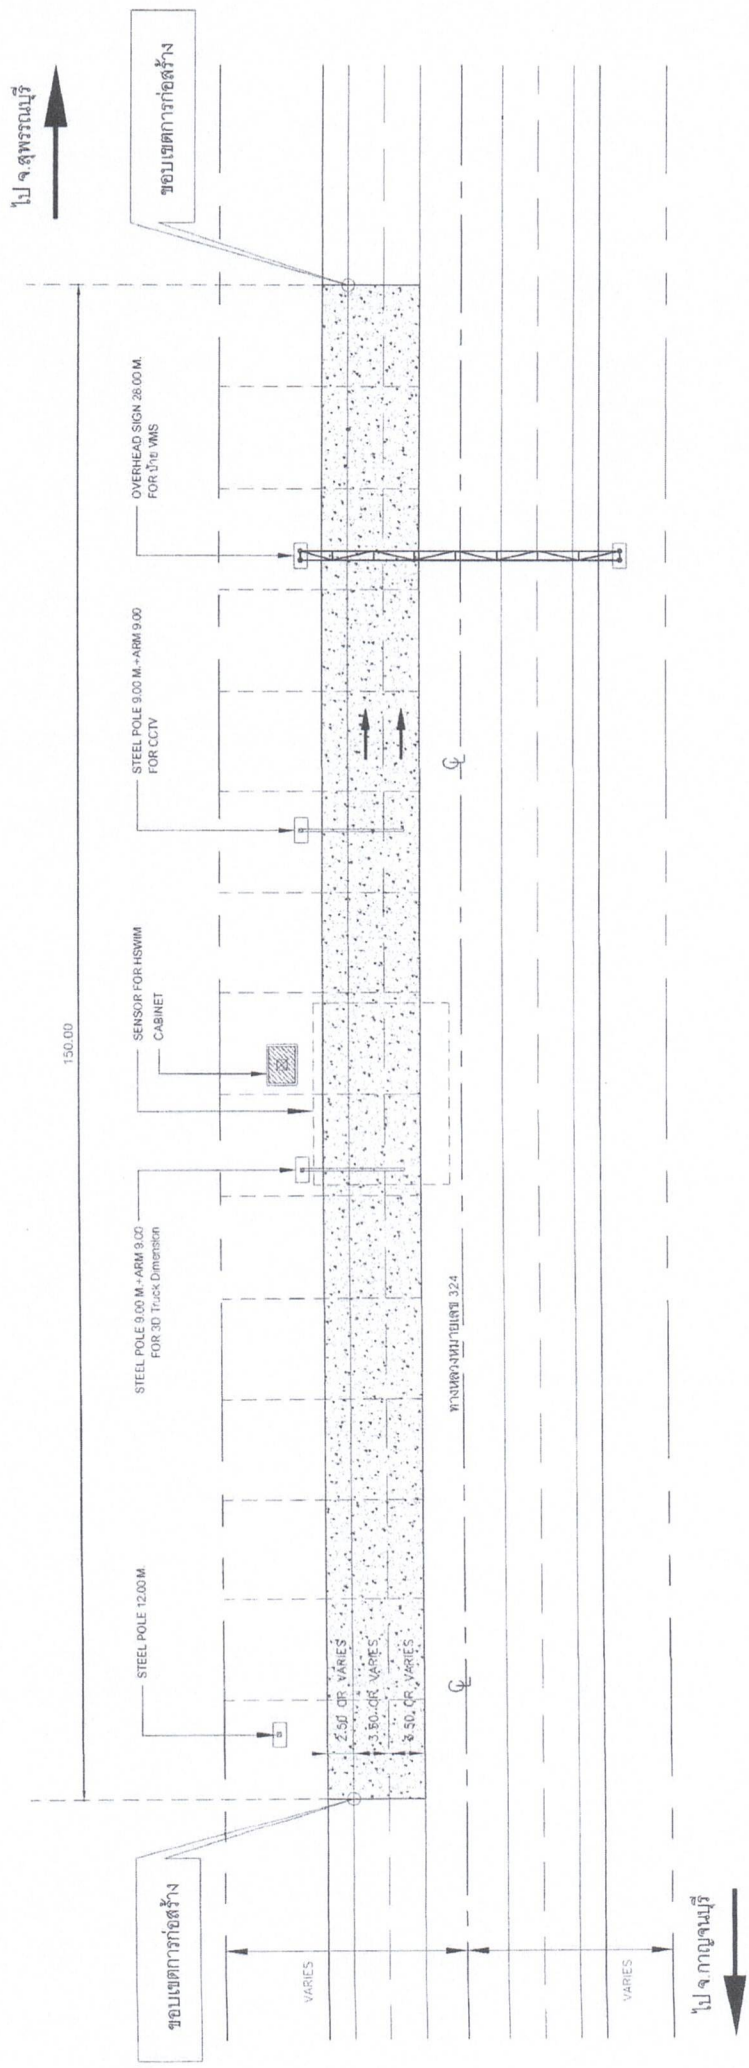 ไป จ.สุพรรณบุรี
ขอบเขตการก่อสร้าง
150.00
OVERHEAD SIGN 28.00 M.
FOR ป้าย VMS
STEEL POLE 9.00 M.+ARM 9.00
FOR CCTV
SENSOR FOR HSWIM
CABINET
STEEL POLE 9.00 M.+ARM 9.00
FOR 3D Truck Dimension
STEEL POLE 12.00 M.
ขอบเขตการก่อสร้าง
2.50 OR VARIES
3.50 OR VARIES
3.50 OR VARIES
ทางหลวงหมายเลข 324
VARIES
VARIES
ไป จ.กาญจนบุรี